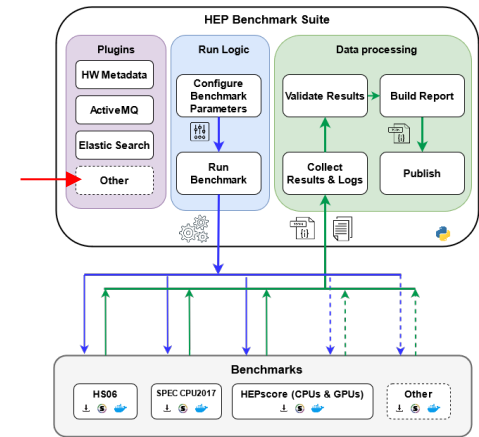 HEP Benchmark Suite
Plugins
Run Logic
Data processing
HW Metadata
ActiveMQ
Elastic Search
Other
Configure
Benchmark
Parameters
Run
Benchmark
Validate Results
Build Report
Collect
Results & Logs
Publish
Benchmarks
HS06
SPEC CPU2017
HEPscore (CPUs & GPUs)
Other